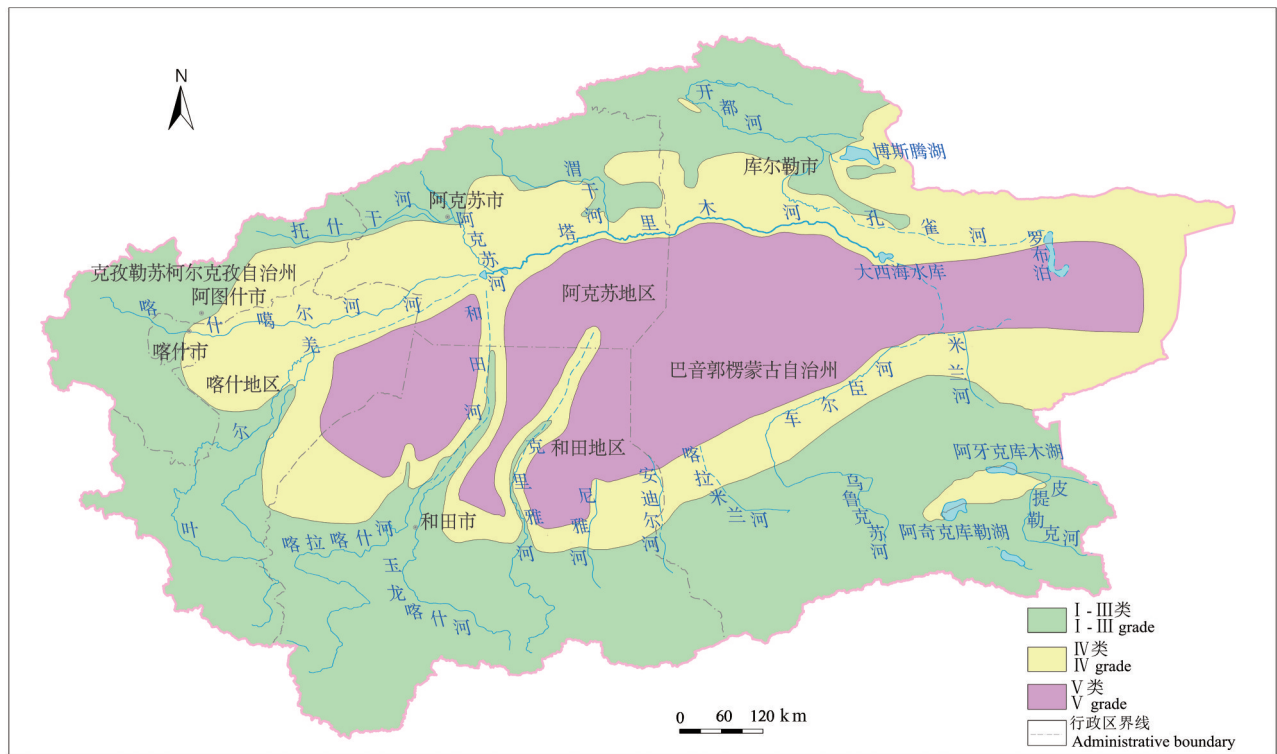 N
开都河
博斯腾湖
库尔勒市
渭干河
阿克苏市
托什干河
阿克苏河
塔里木河
孔雀河
罗布泊
大西海水库
克孜勒苏柯尔克孜自治州
阿图什市
喀什噶尔河
喀什市
喀什地区
阿克苏地区
和田河
巴音郭楞蒙古自治州
米兰河
车尔臣河
叶尔羌河
和田地区
克里雅河
尼雅河
安迪尔河
喀拉米兰河
乌鲁克苏河
阿牙克库木湖
皮提勒克河
阿奇克库勒湖
和田市
喀拉喀什河
玉龙喀什河
Ⅰ - Ⅲ类
Ⅰ - Ⅲ grade
Ⅳ类
Ⅳ grade
Ⅴ类
Ⅴ grade
行政区界线
Administrative boundary
0 60 120 km